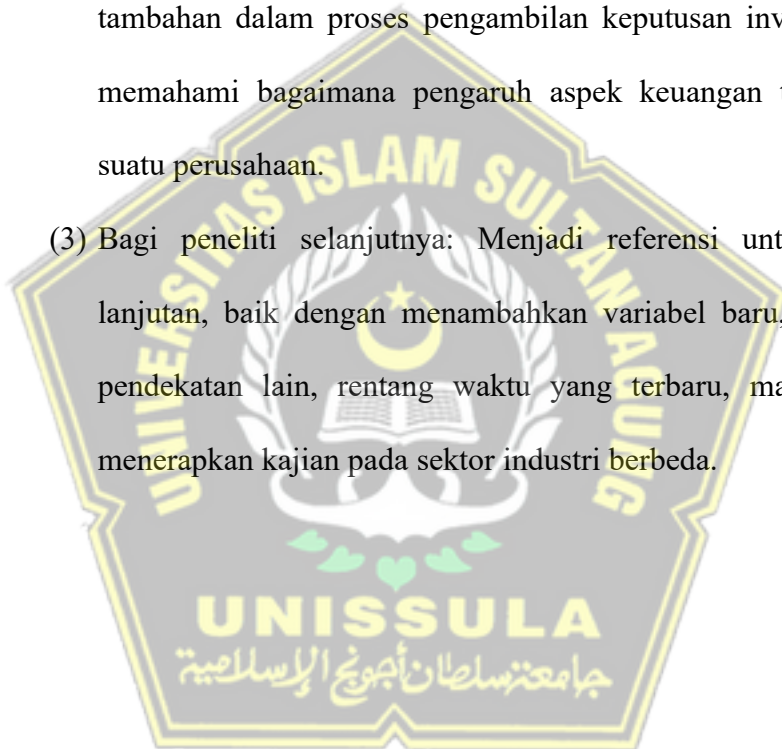 tambahan dalam proses pengambilan keputusan inv
memahami bagaimana pengaruh aspek keuangan t
suatu perusahaan.
(3) Bagi peneliti selanjutnya: Menjadi referensi unt
lanjutan, baik dengan menambahkan variabel baru,
pendekatan lain, rentang waktu yang terbaru, ma
menerapkan kajian pada sektor industri berbeda.
UNIVERSITAS ISLAM SULTAN AGUNG
UNISSULA
جامعة سلطان أجونج الإسلامية